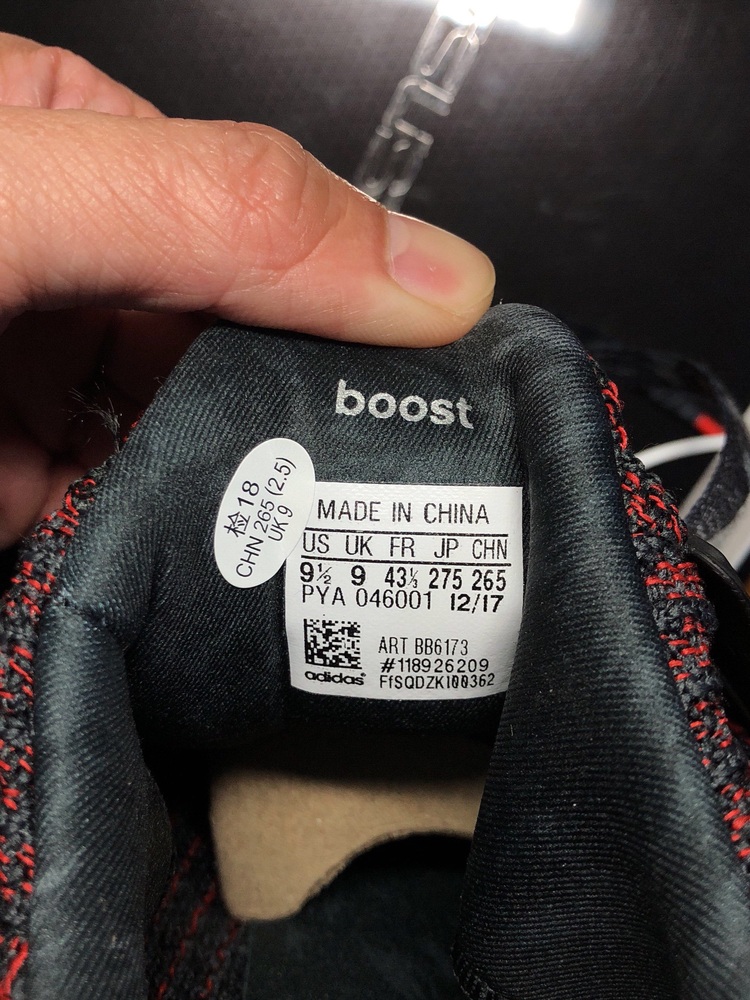 boost
检18
CHN 265 (2.5)
UK 9
MADE IN CHINA
US UK FR JP CHN
9½ 9 43⅓ 275 265
PYA 046001 12/17
ART BB6173
#118926209
adidas FfSQDZKI00362